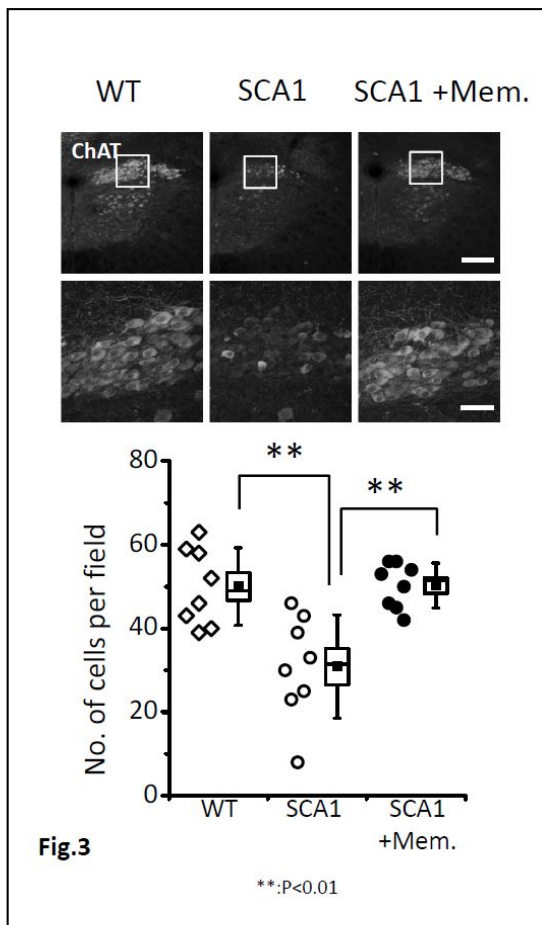 WT SCA1 SCA1 +Mem.
ChAT
**
**
80
60
40
20
0
No. of cells per field
WT SCA1 SCA1
+Mem.
Fig.3
**:P<0.01